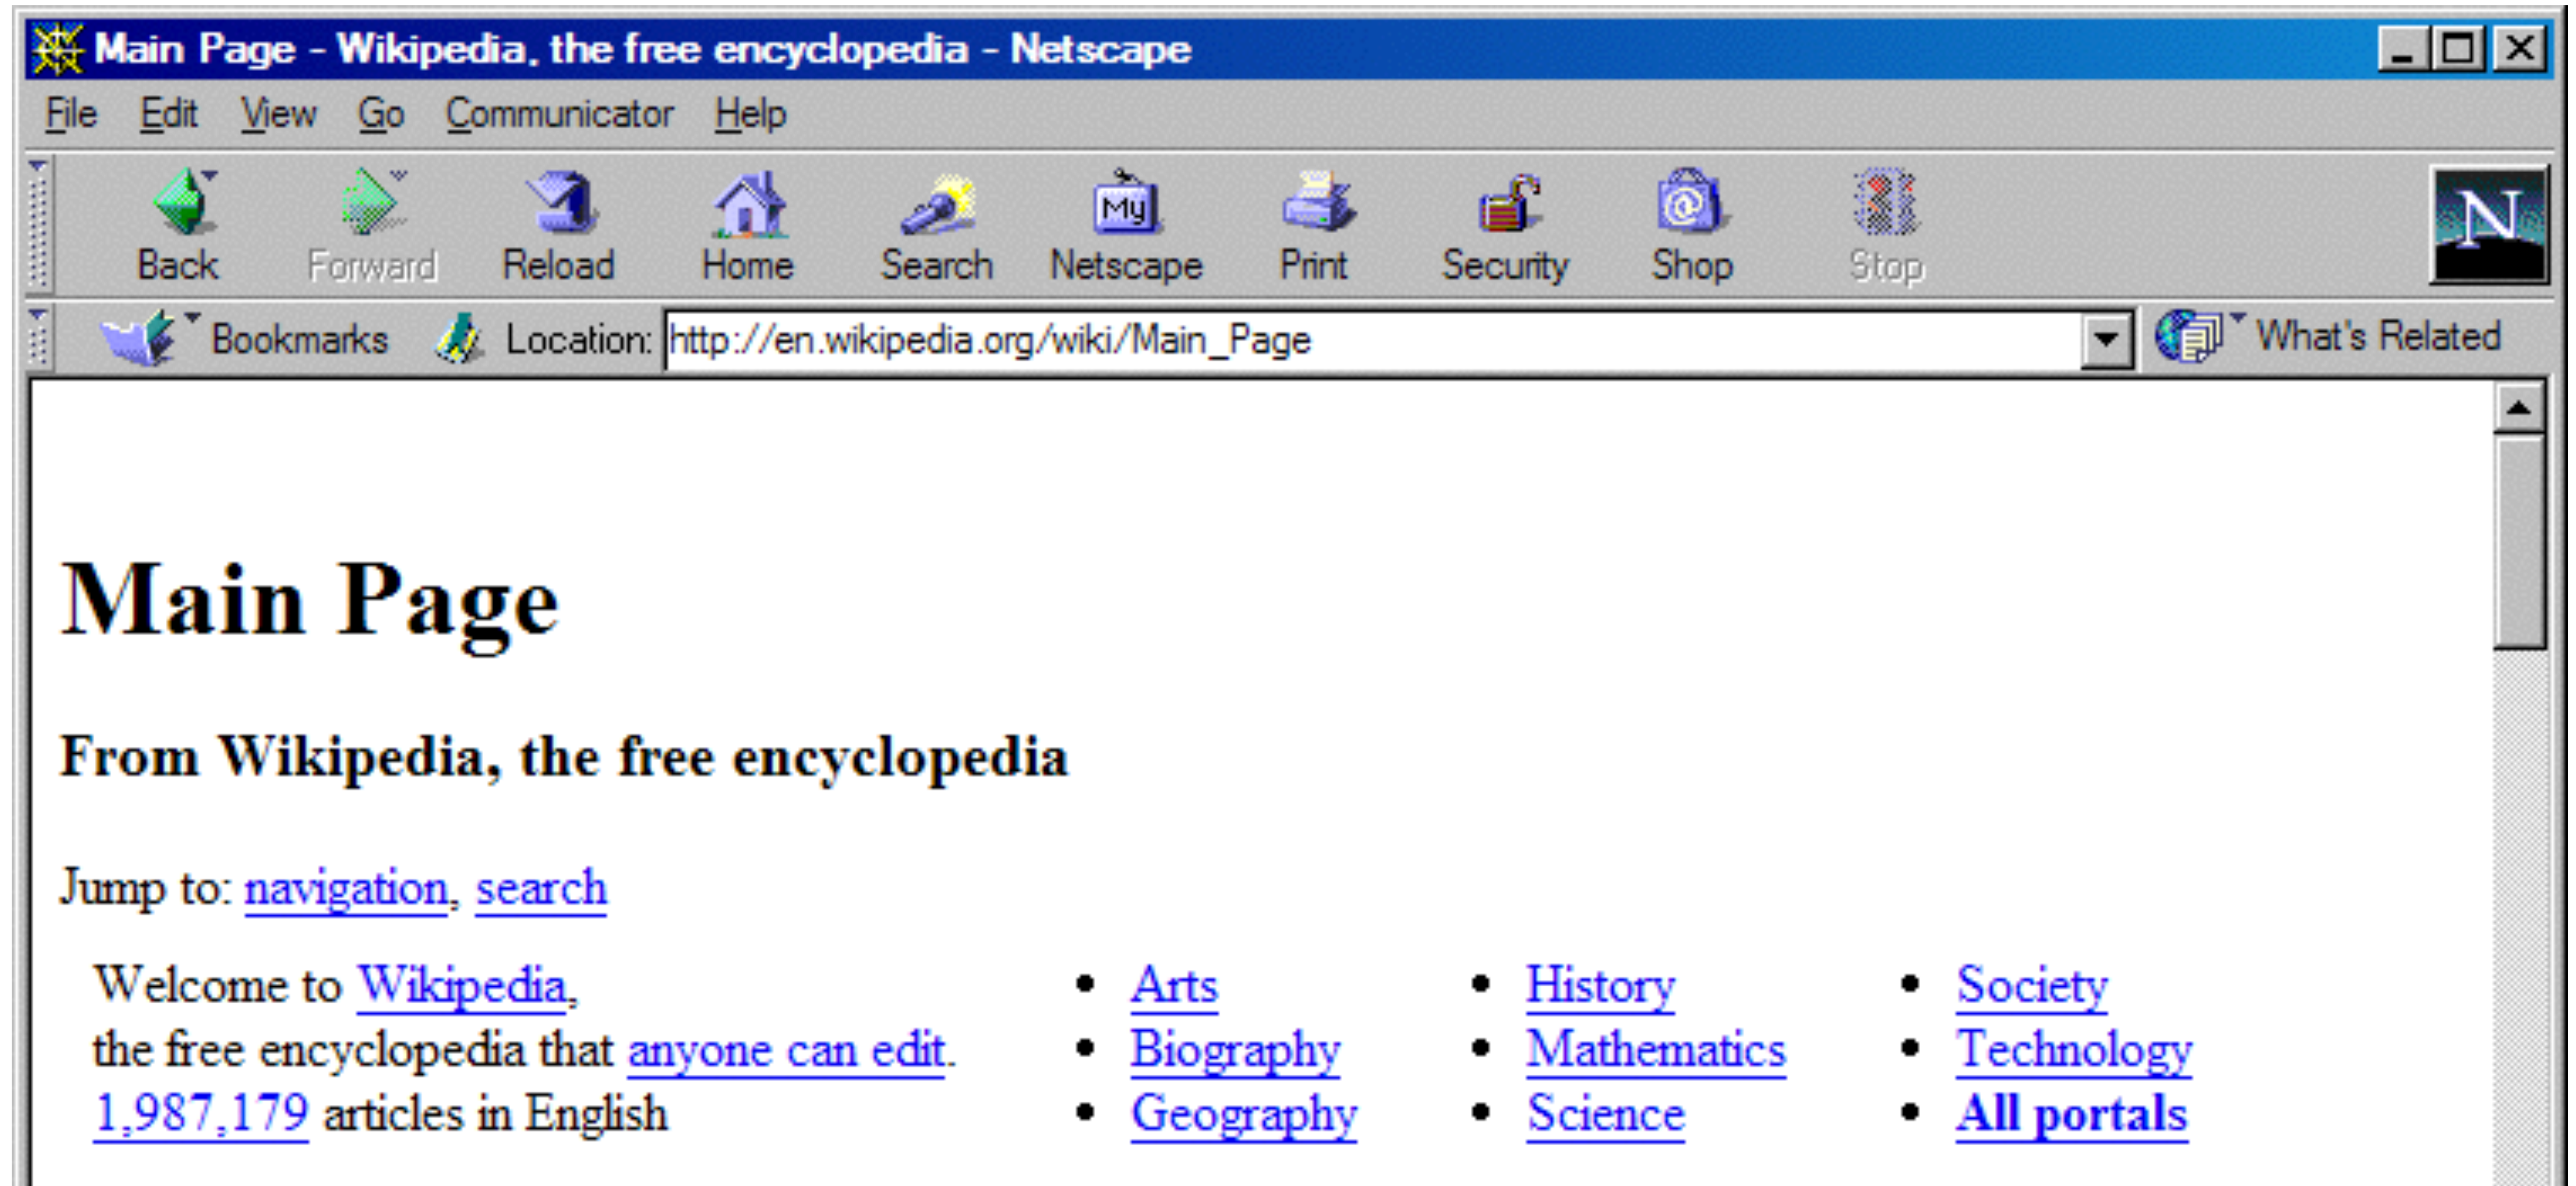 Main Page - Wikipedia, the free encyclopedia - Netscape
File Edit View Go Communicator Help
My
@
N
Back Forward Reload Home Search Netscape Print Security Shop Stop
Bookmarks Location: http://en.wikipedia.org/wiki/Main_Page What's Related
Main Page
From Wikipedia, the free encyclopedia
Jump to: navigation, search
Welcome to Wikipedia,
the free encyclopedia that anyone can edit.
1,987,179 articles in English
Arts
Biography
Geography
History
Mathematics
Science
Society
Technology
All portals